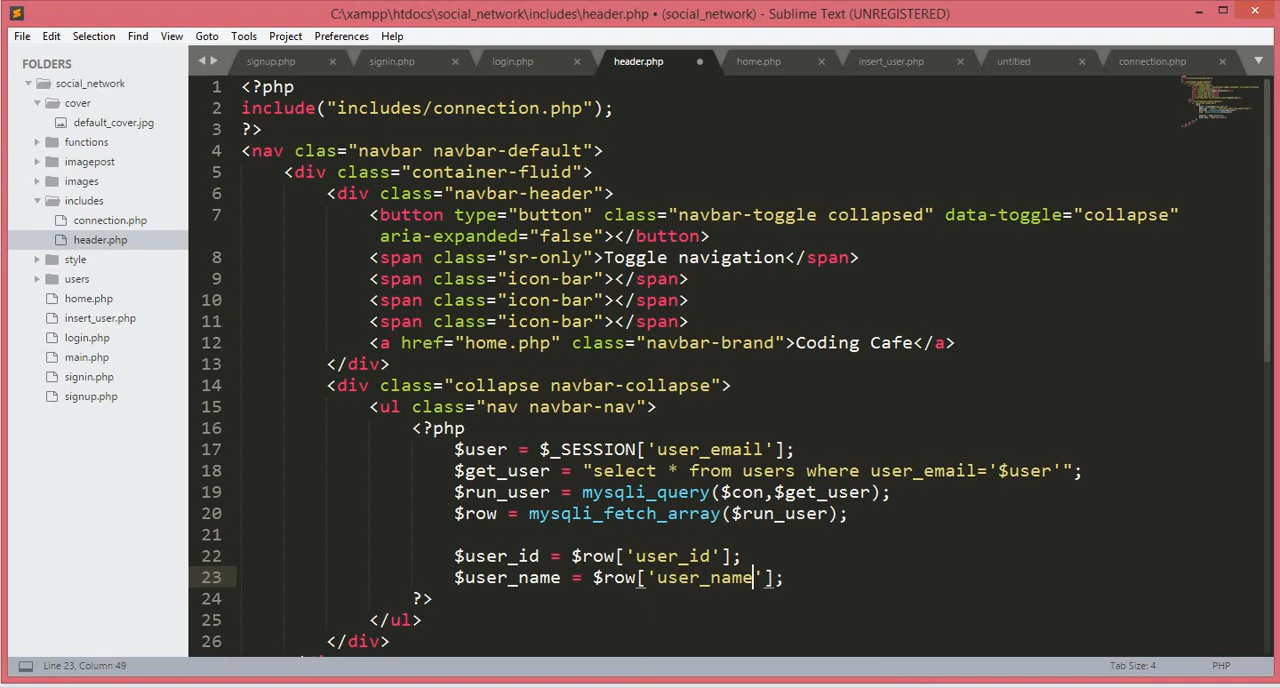 C:\xampp\htdocs\social_network\includes\header.php • (social_network) - Sublime Text (UNREGISTERED)
File Edit Selection Find View Goto Tools Project Preferences Help
FOLDERS
social_network
cover
default_cover.jpg
functions
imagepost
images
includes
connection.php
header.php
style
users
home.php
insert_user.php
login.php
main.php
signin.php
signup.php
signup.php signin.php login.php header.php home.php insert_user.php untitled connection.php
1 <?php
2 include("includes/connection.php");
3 ?>
4 <nav clas="navbar navbar-default">
5 <div class="container-fluid">
6 <div class="navbar-header">
7 <button type="button" class="navbar-toggle collapsed" data-toggle="collapse"
aria-expanded="false"></button>
8 <span class="sr-only">Toggle navigation</span>
9 <span class="icon-bar"></span>
10 <span class="icon-bar"></span>
11 <span class="icon-bar"></span>
12 <a href="home.php" class="navbar-brand">Coding Cafe</a>
13 </div>
14 <div class="collapse navbar-collapse">
15 <ul class="nav navbar-nav">
16 <?php
17 $user = $_SESSION['user_email'];
18 $get_user = "select * from users where user_email='$user'";
19 $run_user = mysqli_query($con,$get_user);
20 $row = mysqli_fetch_array($run_user);
21
22 $user_id = $row['user_id'];
23 $user_name = $row['user_name'];
24 ?>
25 </ul>
26 </div>
Line 23, Column 49
Tab Size: 4 PHP